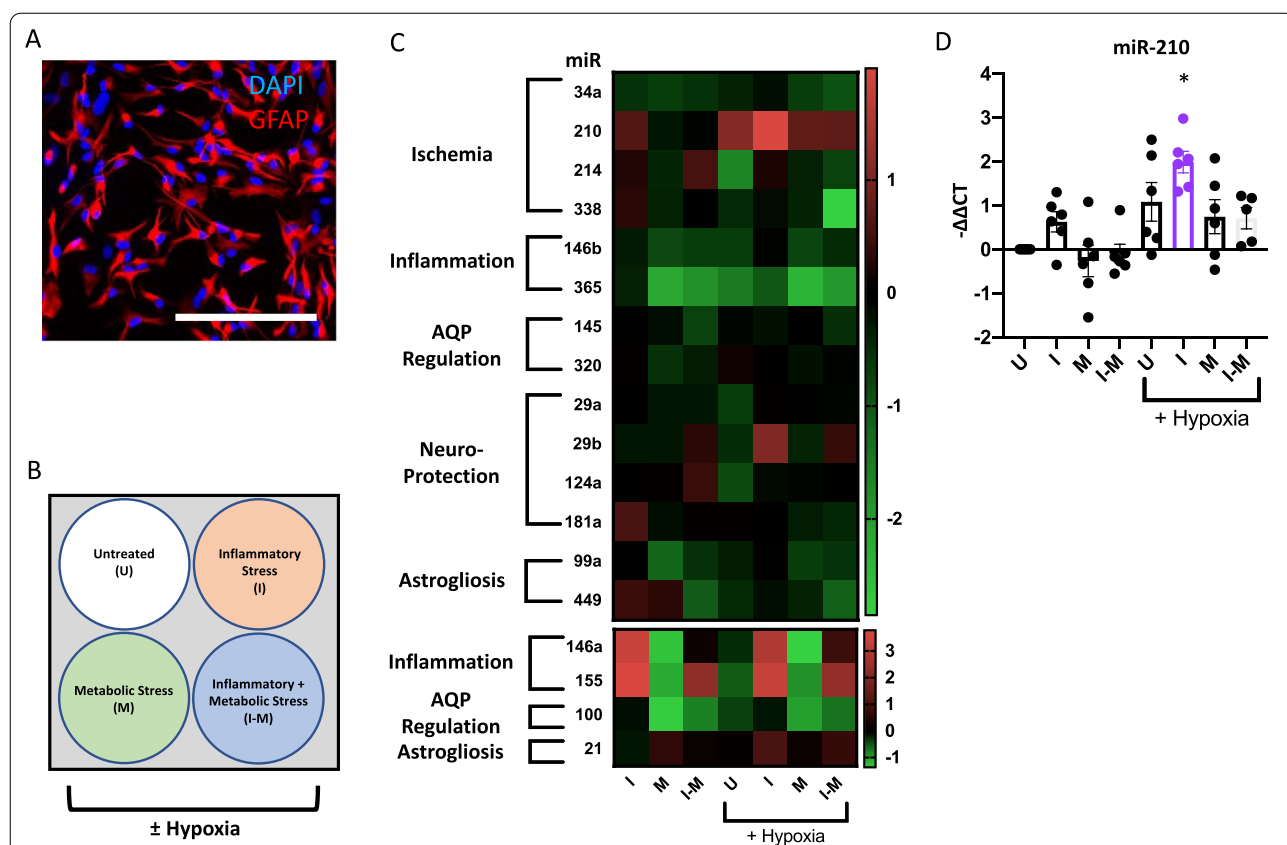 A
DAPI
GFAP
B
Untreated
(U)
Inflammatory
Stress
(I)
Metabolic Stress
(M)
Inflammatory +
Metabolic Stress
(I-M)
± Hypoxia
C
miR
Ischemia
34a
210
214
338
Inflammation
146b
365
AQP
Regulation
145
320
Neuro-
Protection
29a
29b
124a
181a
Astrogliosis
99a
449
1
0
-1
-2
Inflammation
146a
155
AQP
Regulation
100
Astrogliosis
21
3
2
1
0
-1
I M I-M U I M I-M
+ Hypoxia
D
miR-210
-ΔΔCT
4
3
2
1
0
-1
-2
*
U I M I-M U I M I-M
+ Hypoxia